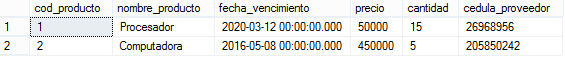 cod_producto nombre_producto fecha_vencimiento precio cantidad cedula_proveedor
1 1 Procesador 2020-03-12 00:00:00.000 50000 15 26968956
2 2 Computadora 2016-05-08 00:00:00.000 450000 5 205850242